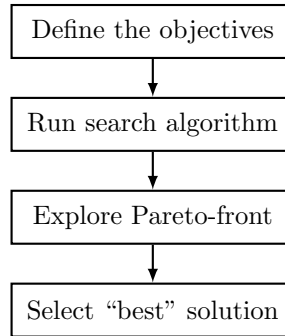 Define the objectives
Run search algorithm
Explore Pareto-front
Select “best” solution